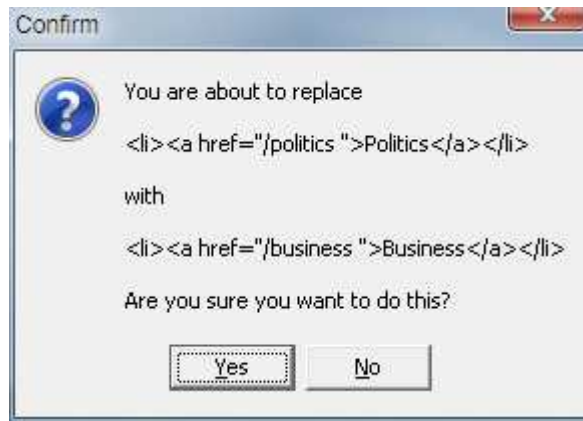 Confirm
You are about to replace
<li><a href="/politics ">Politics</a></li>
with
<li><a href="/business ">Business</a></li>
Are you sure you want to do this?
Yes
No